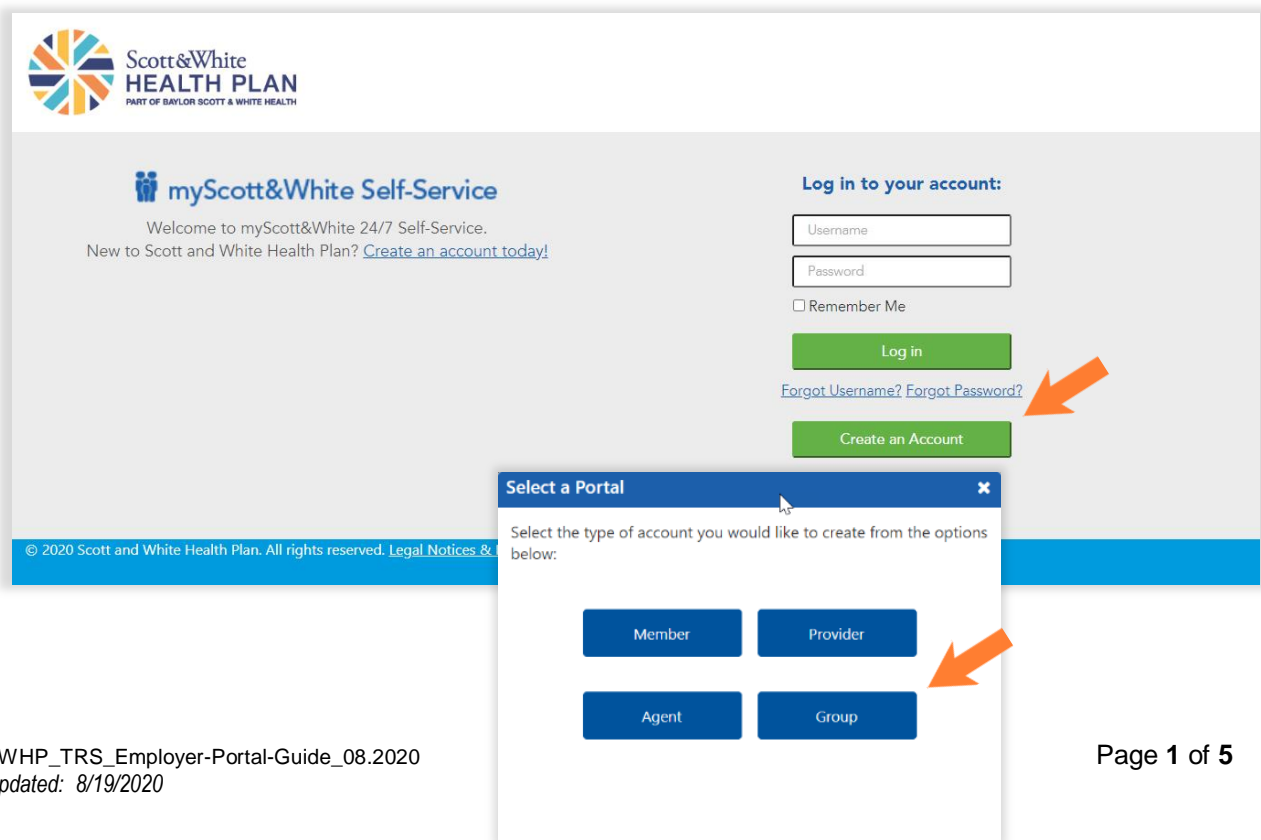 Scott&White
HEALTH PLAN
PART OF BAYLOR SCOTT & WHITE HEALTH
myScott&White Self-Service
Welcome to myScott&White 24/7 Self-Service.
New to Scott and White Health Plan? Create an account today!
Log in to your account:
Username
Password
Remember Me
Log in
Forgot Username? Forgot Password?
Create an Account
© 2020 Scott and White Health Plan. All rights reserved. Legal Notices &
Select a Portal
Select the type of account you would like to create from the options
below:
Member Provider
Agent Group
WHP_TRS_Employer-Portal-Guide_08.2020
pdated: 8/19/2020
Page 1 of 5